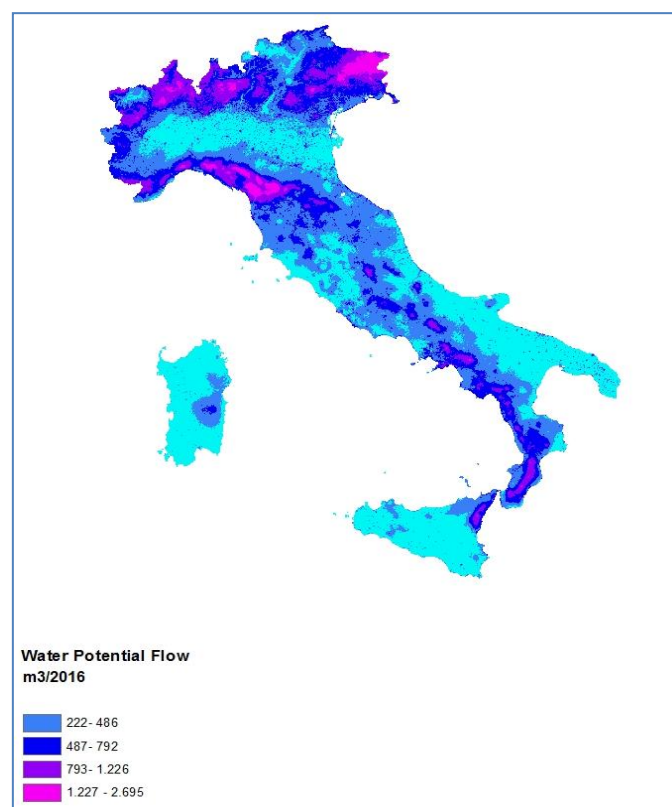 Water Potential Flow
m3/2016
222- 486
487- 792
793- 1.226
1.227 - 2.695